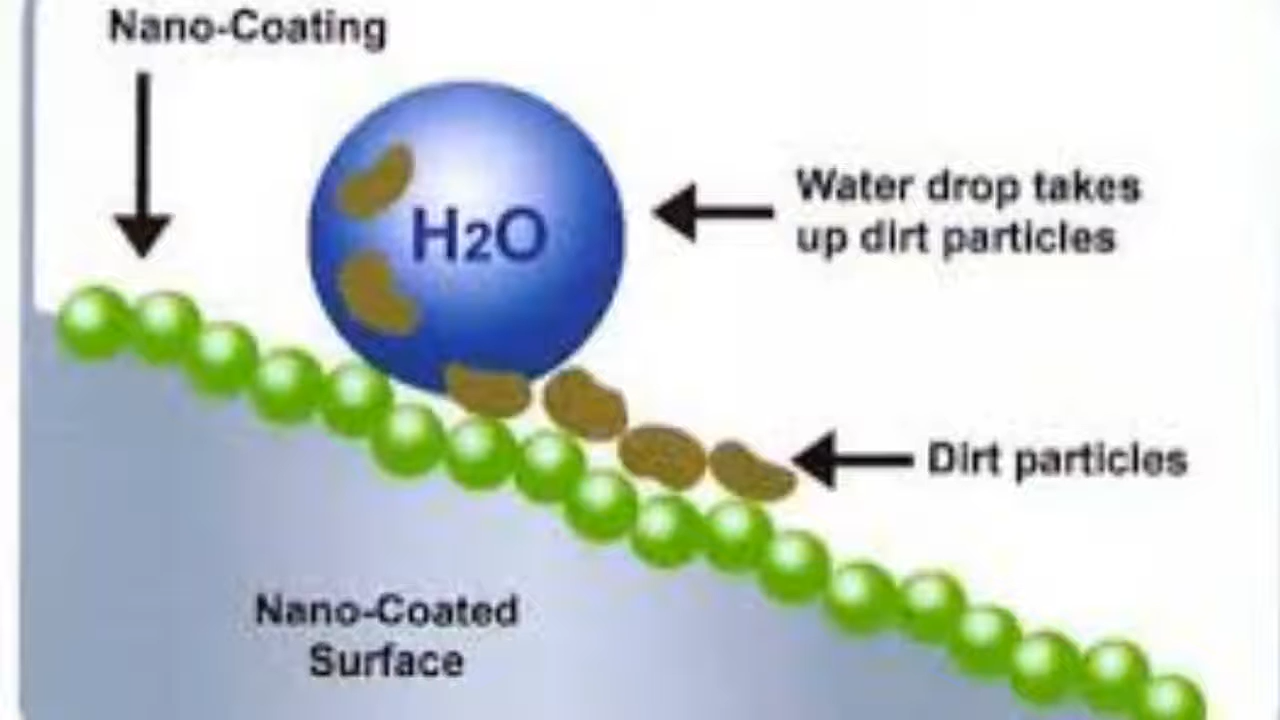 Nano-Coating
H2O
Water drop takes
up dirt particles
Dirt particles
Nano-Coated
Surface